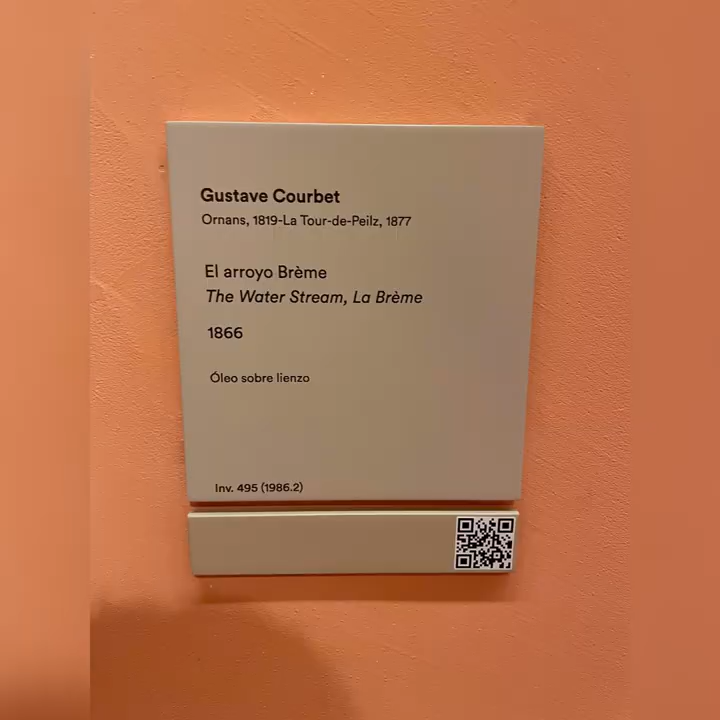 Gustave Courbet
Ornans, 1819-La Tour-de-Peilz, 1877
El arroyo Brème
The Water Stream, La Brème
1866
Óleo sobre lienzo
Inv. 495 (1986.2)